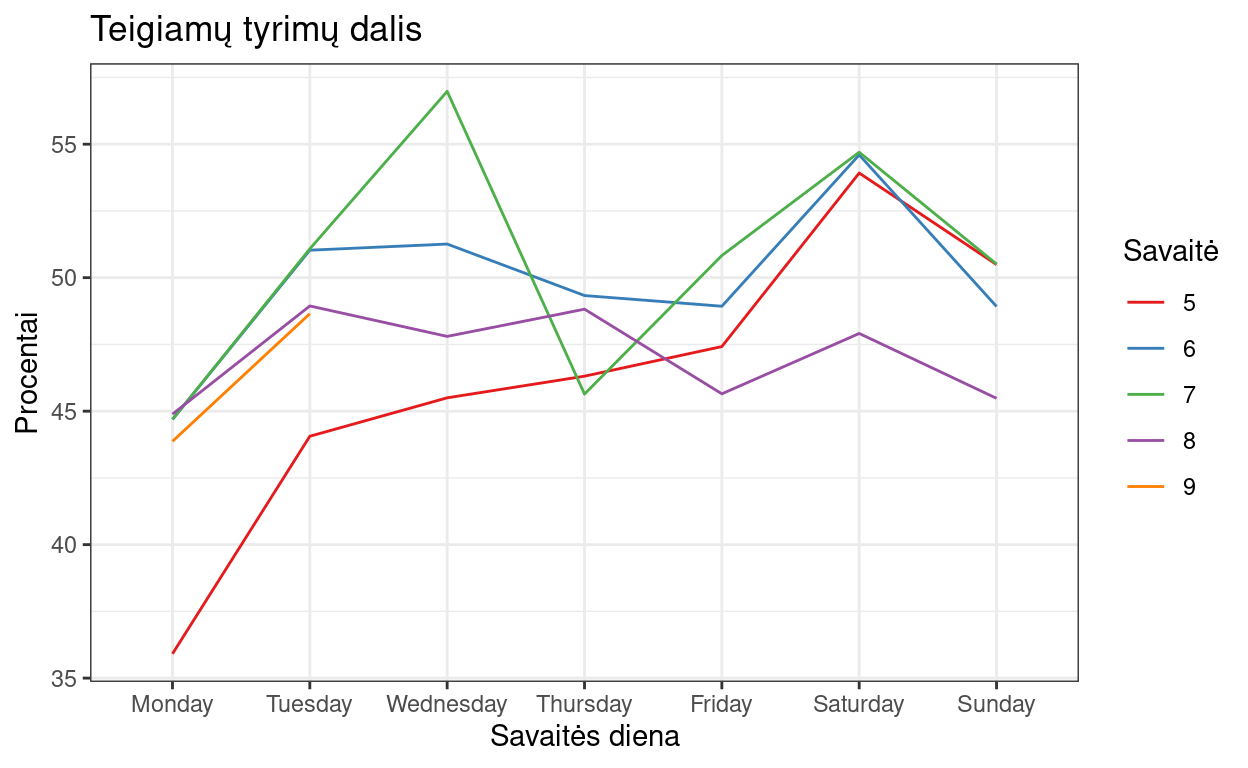 Teigiamų tyrimų dalis
Procentai
55
50
45
40
35
Monday Tuesday Wednesday Thursday Friday Saturday Sunday
Savaitės diena
Savaitė
5
6
7
8
9